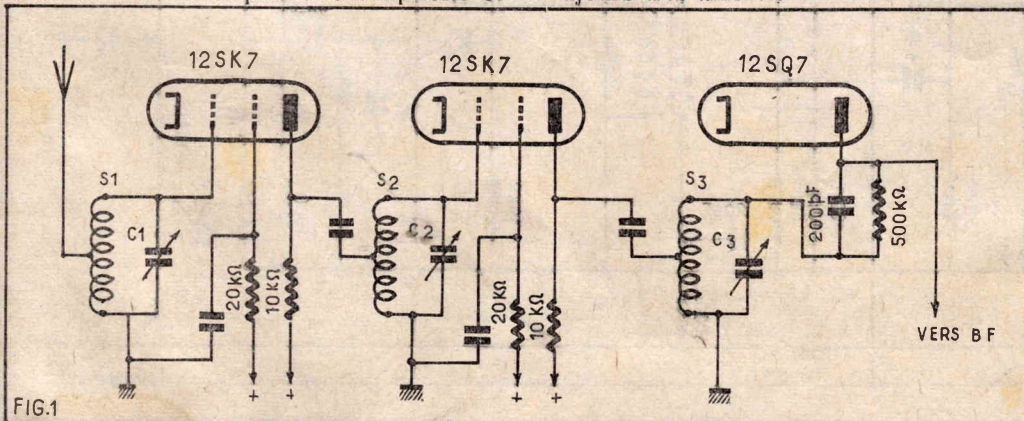 12SK7
12SK7
12SQ7
S1
C1
20KΩ
10KΩ
S2
C2
20KΩ
10KΩ
S3
C3
200pF
500KΩ
VERS BF
+ +
+ +
FIG.1